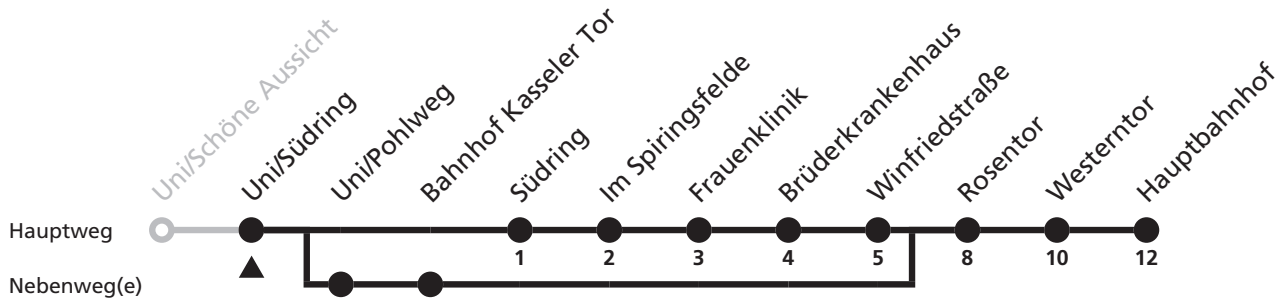 Uni/Schöne Aussicht
Uni/Südring
Uni/Pohlweg
Bahnhof Kasseler Tor
Südring
Im Spiringsfelde
Frauenklinik
Brüderkrankenhaus
Winfriedstraße
Rosentor
Westerntor
Hauptbahnhof
Hauptweg
1 2 3 4 5 8 10 12
Nebenweg(e)